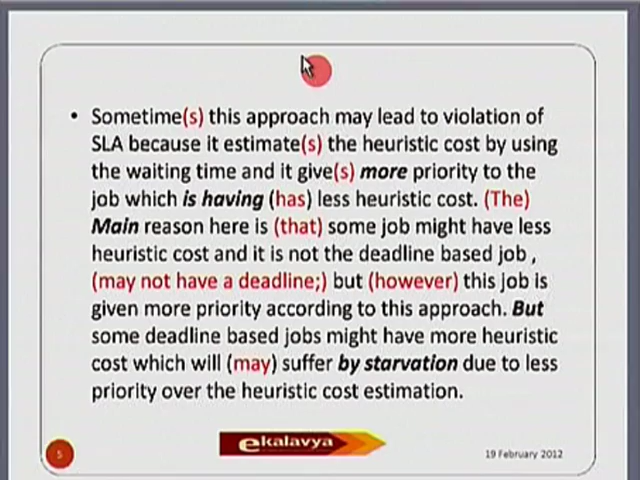 • Sometime(s) this approach may lead to violation of
SLA because it estimate(s) the heuristic cost by using
the waiting time and it give(s) more priority to the
job which is having (has) less heuristic cost. (The)
Main reason here is (that) some job might have less
heuristic cost and it is not the deadline based job ,
(may not have a deadline;) but (however) this job is
given more priority according to this approach. But
some deadline based jobs might have more heuristic
cost which will (may) suffer by starvation due to less
priority over the heuristic cost estimation.
5
ekalavya
19 February 2012